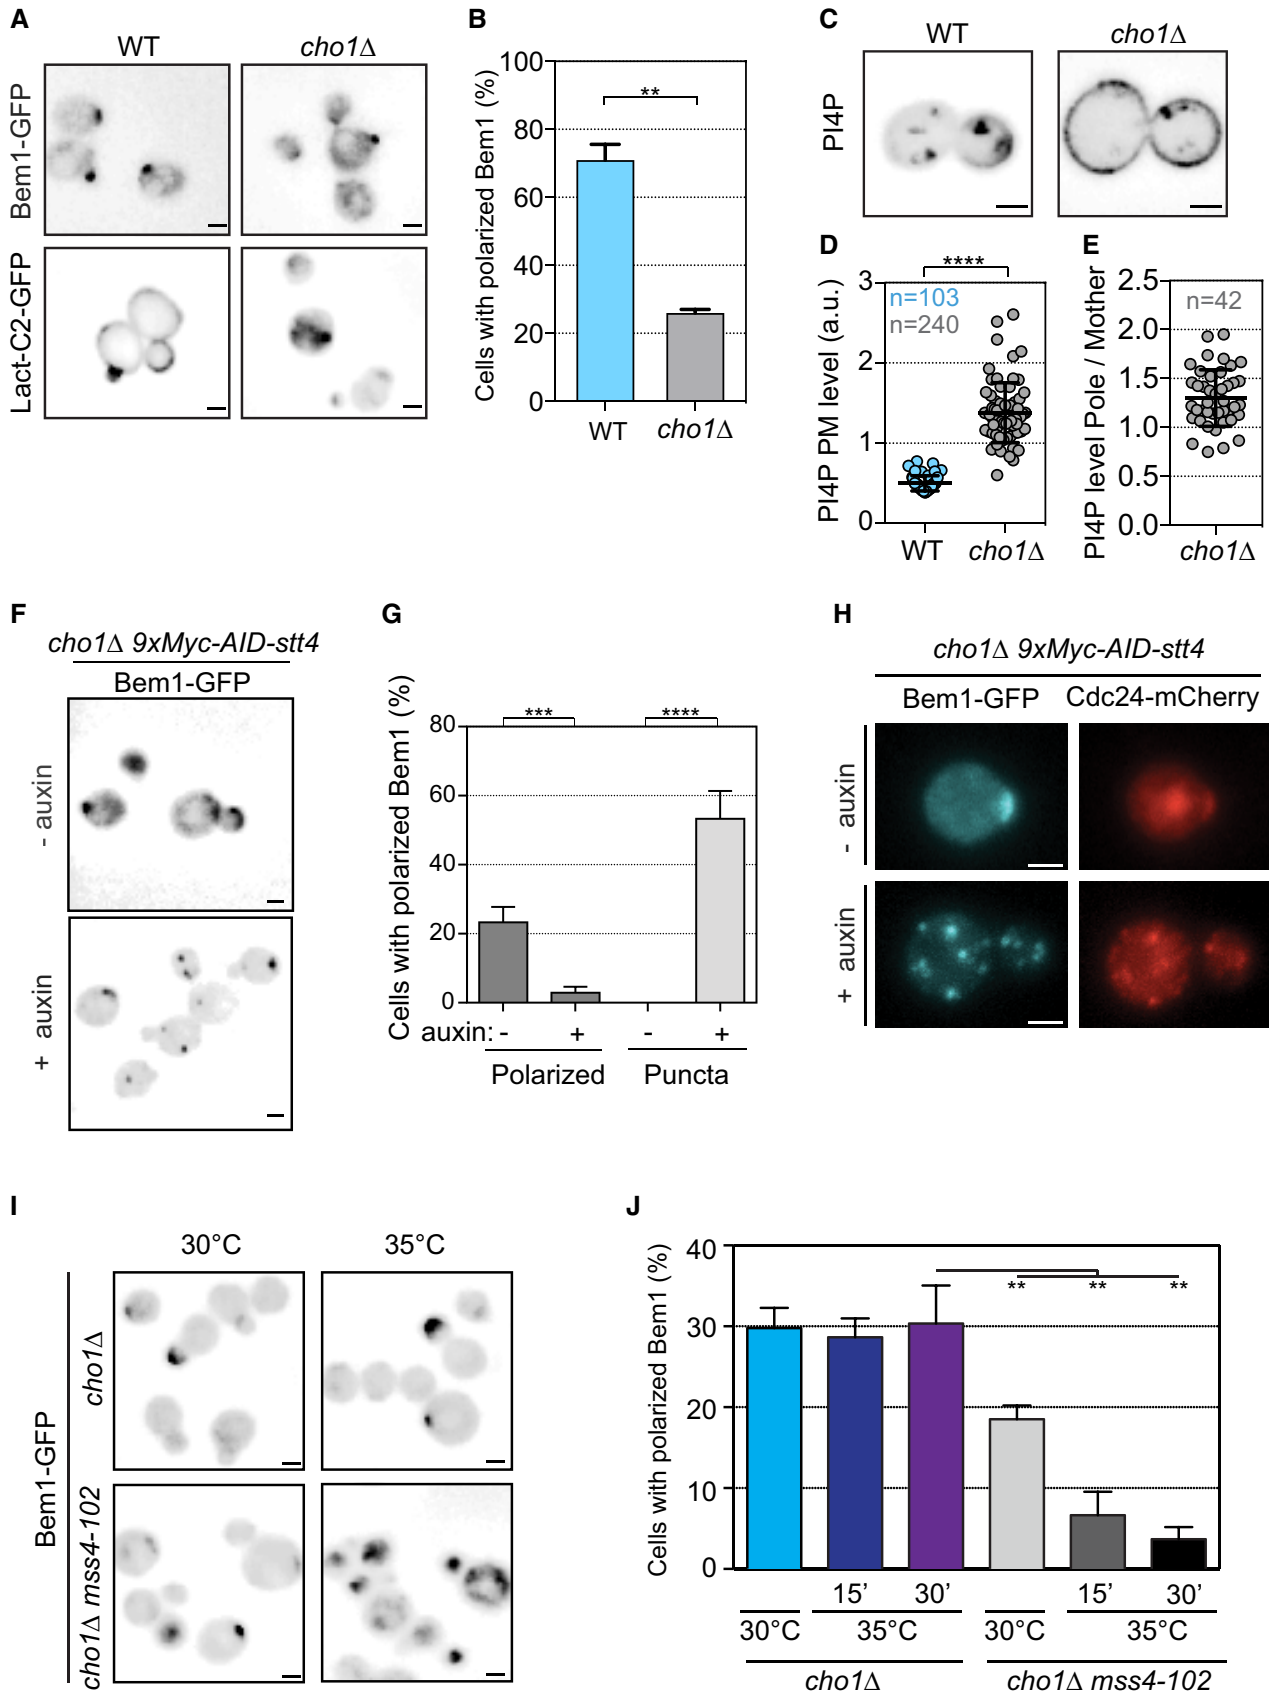 A
WT
cho1Δ
Bem1-GFP
Lact-C2-GFP
B
Cells with polarized Bem1 (%)
100
80
60
40
20
0
**
WT
cho1Δ
C
WT
cho1Δ
PI4P
D
PI4P PM level (a.u.)
3
2
1
0
****
n=103
n=240
WT
cho1Δ
E
PI4P level Pole / Mother
2.5
2.0
1.5
1.0
0.5
0.0
n=42
cho1Δ
F
cho1Δ 9xMyc-AID-stt4
Bem1-GFP
- auxin
+ auxin
G
Cells with polarized Bem1 (%)
80
60
40
20
0
***
****
auxin: - + - +
Polarized
Puncta
H
cho1Δ 9xMyc-AID-stt4
Bem1-GFP
Cdc24-mCherry
- auxin
+ auxin
I
30°C
35°C
Bem1-GFP
cho1Δ
cho1Δ mss4-102
J
Cells with polarized Bem1 (%)
40
30
20
10
0
** ** **
15' 30' 15' 30'
30°C 35°C 30°C 35°C
cho1Δ
cho1Δ mss4-102